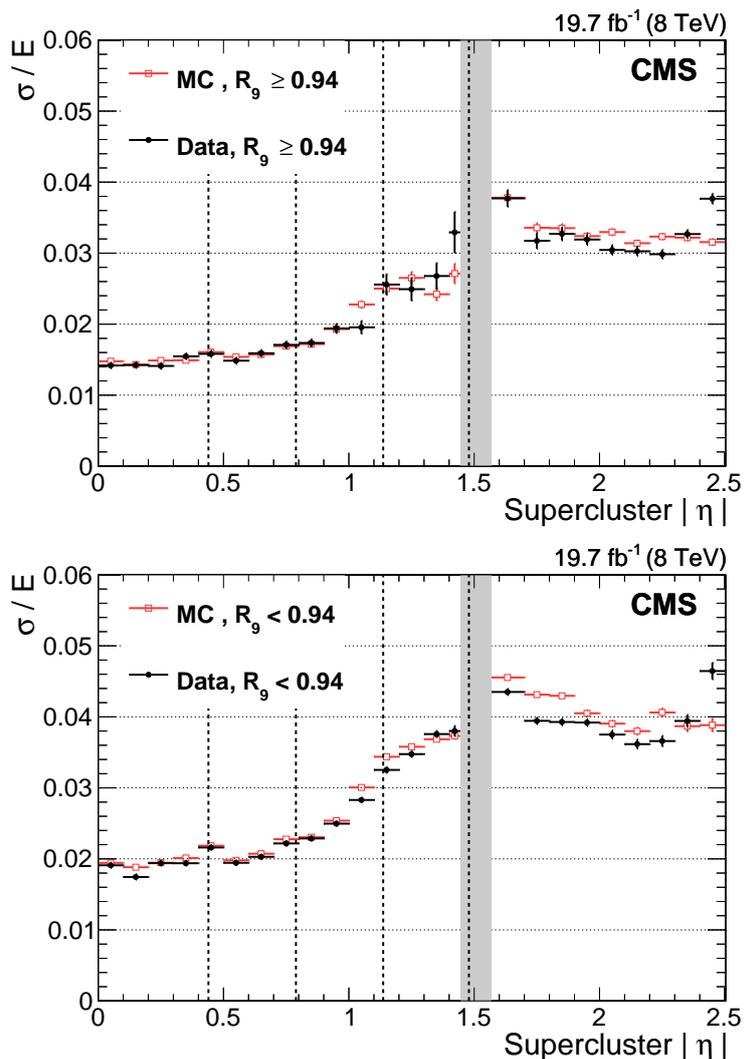 19.7 fb⁻¹ (8 TeV)
σ / E
0.06
MC , R₉ ≥ 0.94
CMS
0.05
Data, R₉ ≥ 0.94
0.04
0.03
0.02
0.01
0
0 0.5 1 1.5 2 2.5
Supercluster | η |
19.7 fb⁻¹ (8 TeV)
σ / E
0.06
MC , R₉ < 0.94
CMS
0.05
Data, R₉ < 0.94
0.04
0.03
0.02
0.01
0
0 0.5 1 1.5 2 2.5
Supercluster | η |